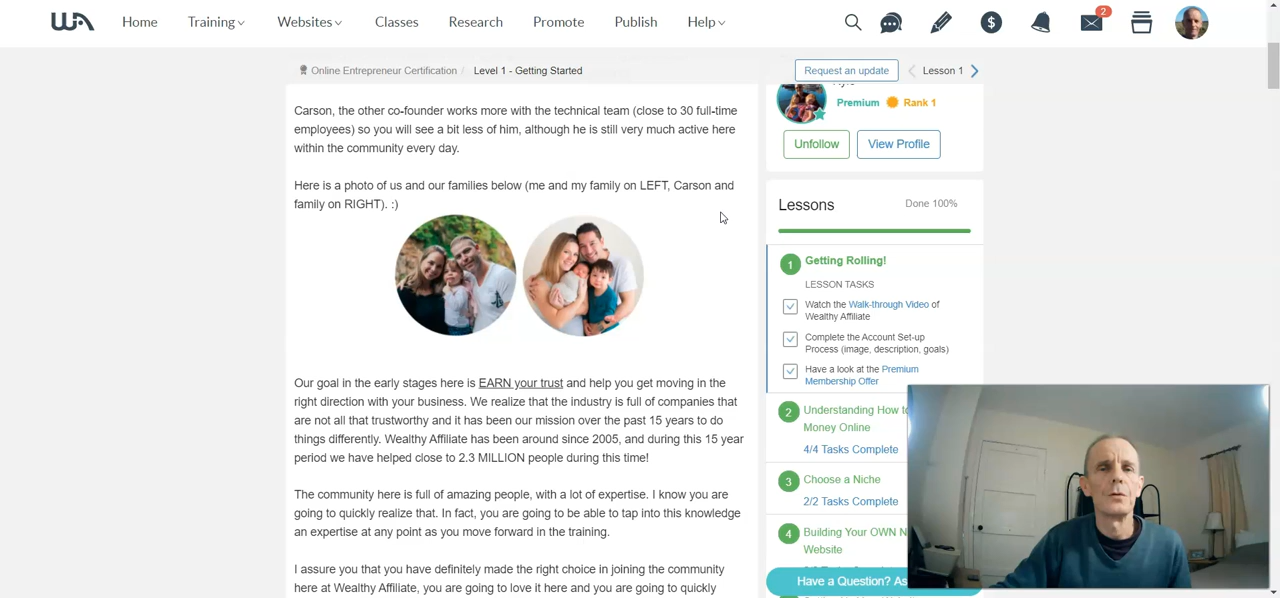 WA Home Training Websites Classes Research Promote Publish Help 2
Online Entrepreneur Certification / Level 1 - Getting Started
Request an update Lesson 1
Carson, the other co-founder works more with the technical team (close to 30 full-time
employees) so you will see a bit less of him, although he is still very much active here
within the community every day.
Here is a photo of us and our families below (me and my family on LEFT, Carson and
family on RIGHT). :)
Our goal in the early stages here is EARN your trust and help you get moving in the
right direction with your business. We realize that the industry is full of companies that
are not all that trustworthy and it has been our mission over the past 15 years to do
things differently. Wealthy Affiliate has been around since 2005, and during this 15 year
period we have helped close to 2.3 MILLION people during this time!
The community here is full of amazing people, with a lot of expertise. I know you are
going to quickly realize that. In fact, you are going to be able to tap into this knowledge
an expertise at any point as you move forward in the training.
I assure you that you have definitely made the right choice in joining the community
here at Wealthy Affiliate, you are going to love it here and you are going to quickly
Premium Rank 1
Unfollow View Profile
Lessons Done 100%
1 Getting Rolling!
LESSON TASKS
Watch the Walk-through Video of
Wealthy Affiliate
Complete the Account Set-up
Process (image, description, goals)
Have a look at the Premium
Membership Offer
2 Understanding How to
Money Online
4/4 Tasks Complete
3 Choose a Niche
2/2 Tasks Complete
4 Building Your OWN N
Website
Have a Question? As